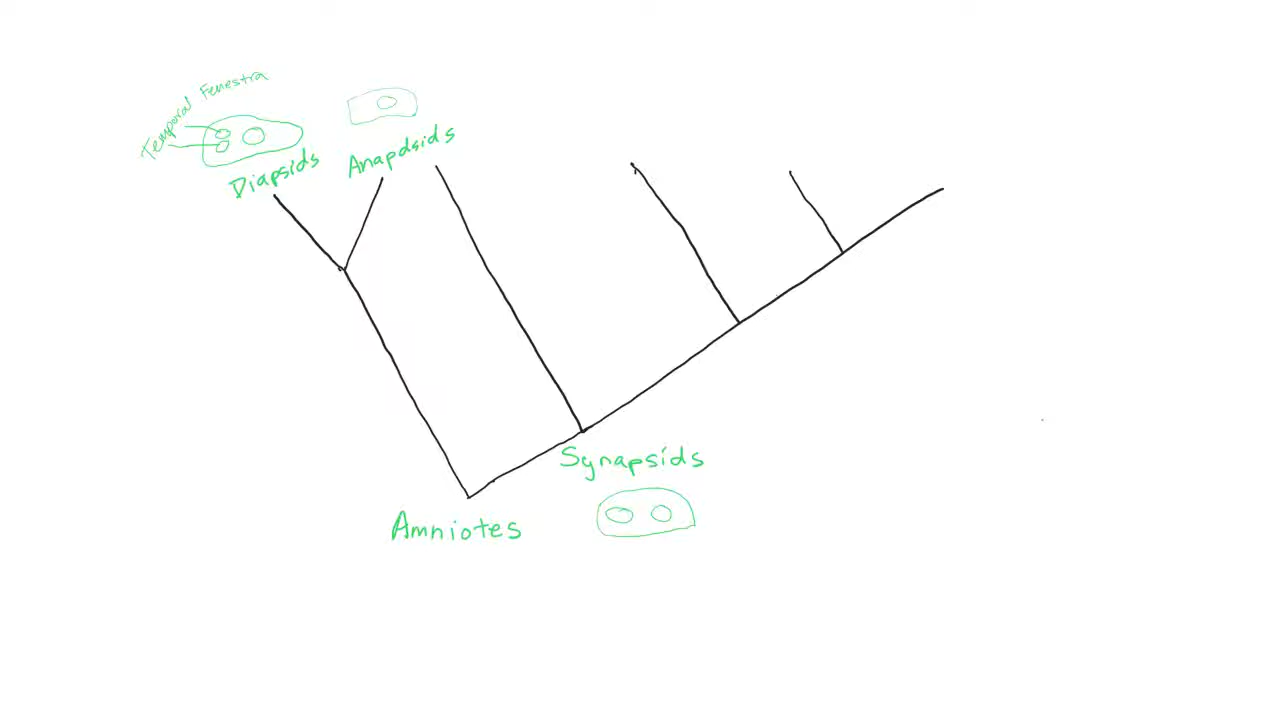 Temporal Fenestra
Diapsids
Anapdsids
Synapsids
Amniotes